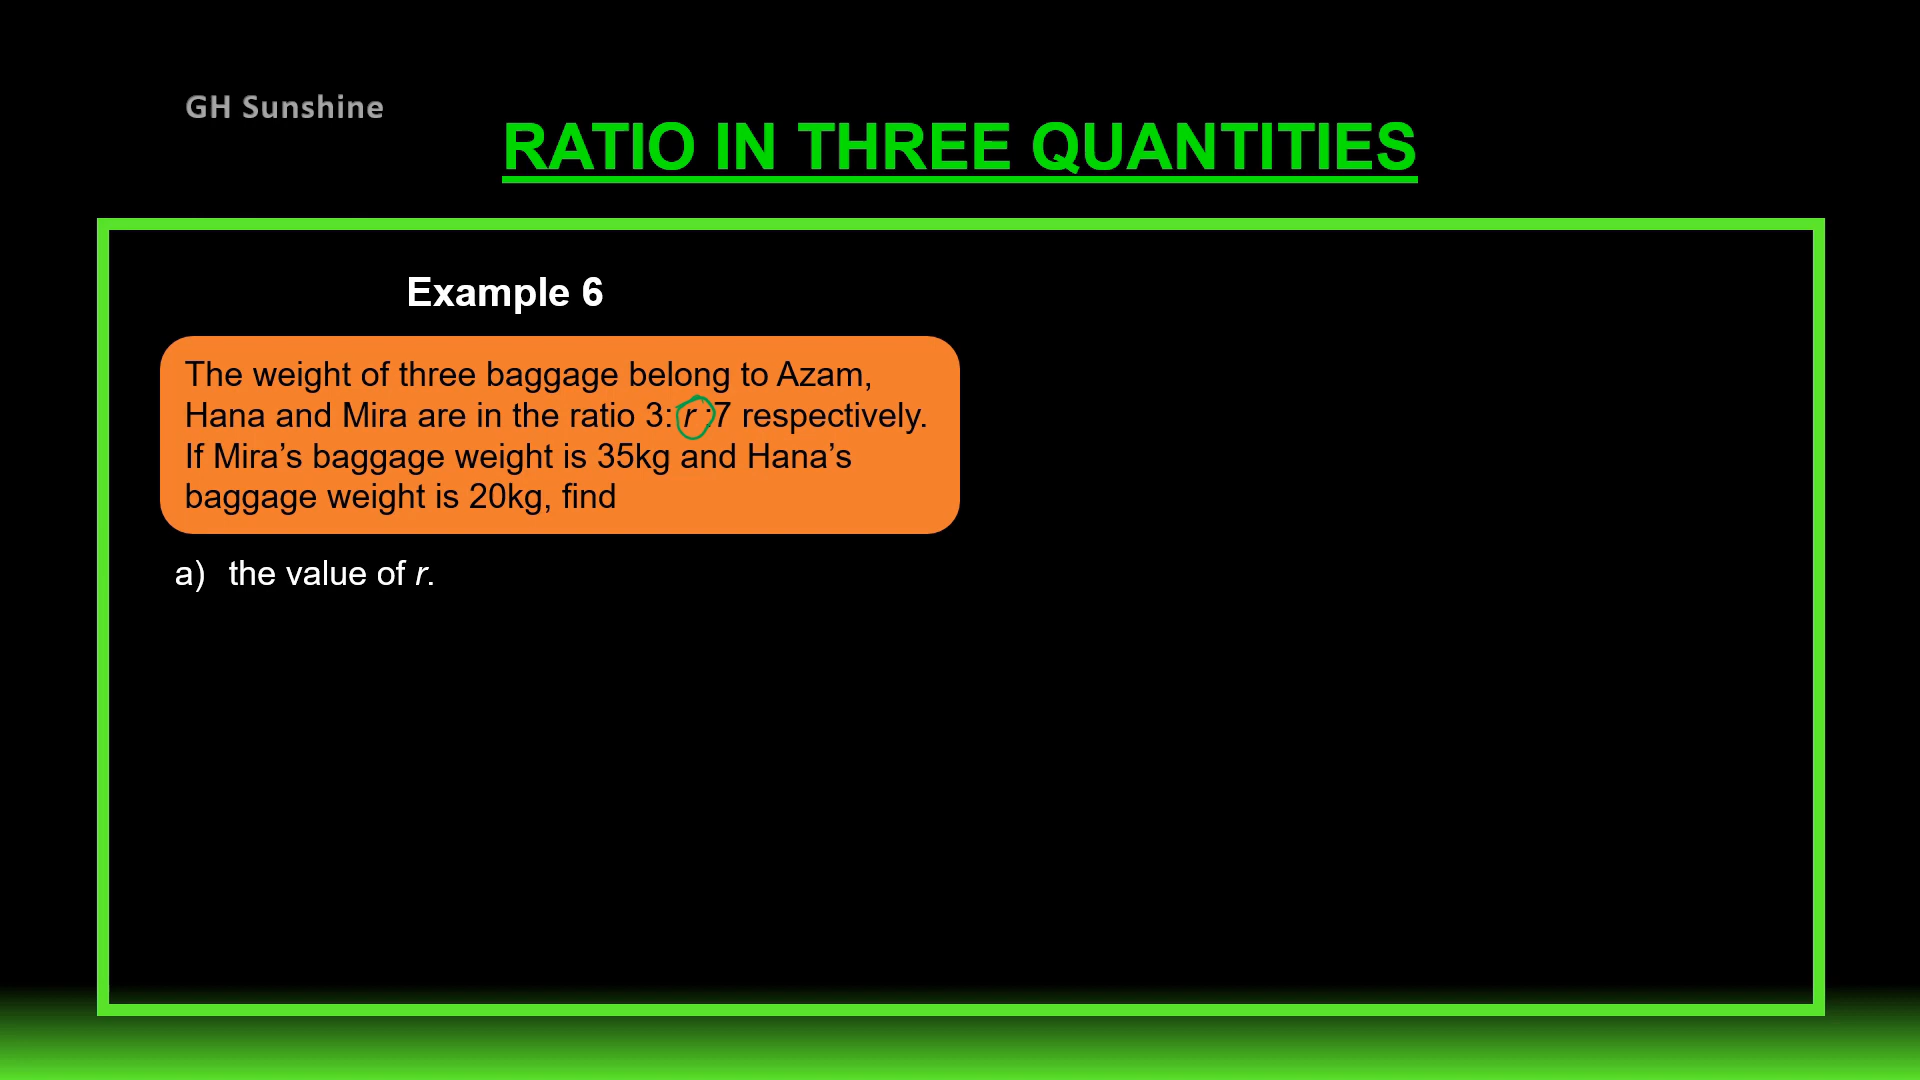 GH Sunshine
RATIO IN THREE QUANTITIES
Example 6
The weight of three baggage belong to Azam,
Hana and Mira are in the ratio 3: r :7 respectively.
If Mira’s baggage weight is 35kg and Hana’s
baggage weight is 20kg, find
a) the value of r.